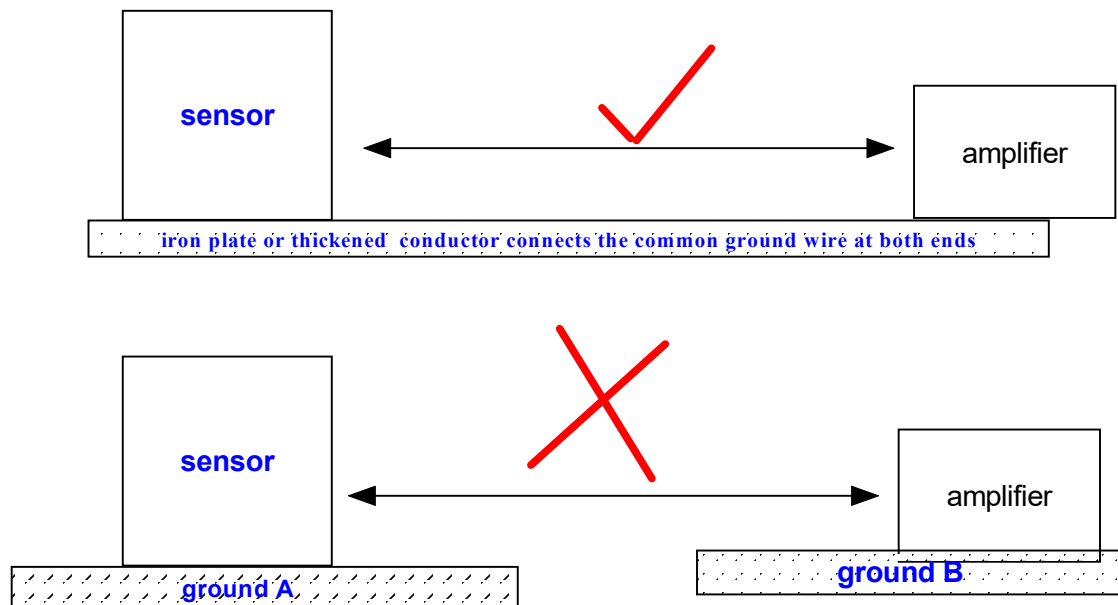 sensor
amplifier
iron plate or thickened conductor connects the common ground wire at both ends
sensor
amplifier
ground A
ground B